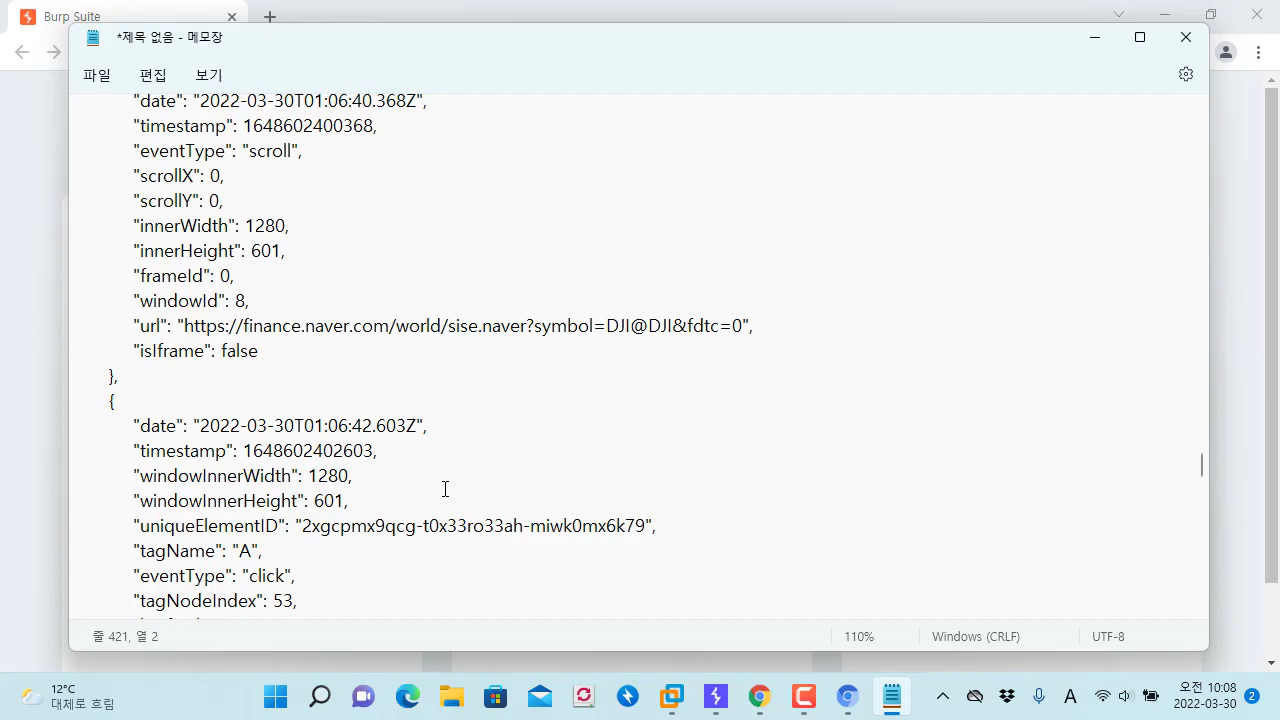 Burp Suite
*제목 없음 - 메모장
파일 편집 보기
"date": "2022-03-30T01:06:40.368Z",
"timestamp": 1648602400368,
"eventType": "scroll",
"scrollX": 0,
"scrollY": 0,
"innerWidth": 1280,
"innerHeight": 601,
"frameId": 0,
"windowId": 8,
"url": "https://finance.naver.com/world/sise.naver?symbol=DJI@DJI&fdtc=0",
"isIframe": false
},
{
"date": "2022-03-30T01:06:42.603Z",
"timestamp": 1648602402603,
"windowInnerWidth": 1280,
"windowInnerHeight": 601,
"uniqueElementID": "2xgcpmx9qcg-t0x33ro33ah-miwk0mx6k79",
"tagName": "A",
"eventType": "click",
"tagNodeIndex": 53,
줄 421, 열 2 110% Windows (CRLF) UTF-8
12°C
대체로 흐림
A
오전 10:08
2022-03-30
2